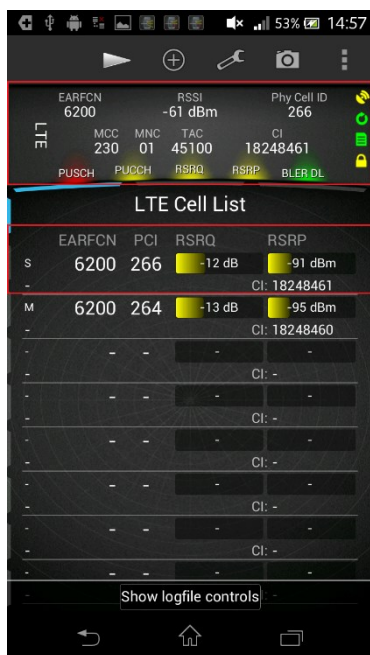 53% 14:57
EARFCN RSSI Phy Cell ID
6200 -61 dBm 266
LTE
MCC MNC TAC CI
230 01 45100 18248461
PUSCH PUCCH RSRQ RSRP BLER DL
LTE Cell List
EARFCN PCI RSRQ RSRP
S 6200 266 -12 dB -91 dBm
- CI: 18248461
M 6200 264 -13 dB -95 dBm
- CI: 18248460
- - - - -
- CI: -
- - - - -
- CI: -
- - - - -
- CI: -
- - - - -
- CI: -
- - - - -
- CI: -
- - - - -
Show logfile controls